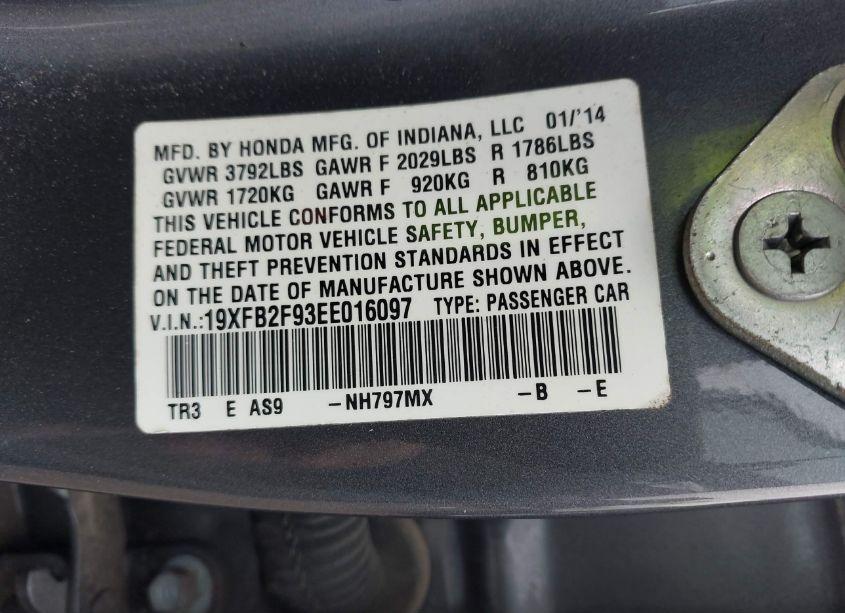 MFD. BY HONDA MFG. OF INDIANA, LLC 01/'14
GVWR 3792LBS GAWR F 2029LBS R 1786LBS
GVWR 1720KG GAWR F 920KG R 810KG
THIS VEHICLE CONFORMS TO ALL APPLICABLE
FEDERAL MOTOR VEHICLE SAFETY, BUMPER,
AND THEFT PREVENTION STANDARDS IN EFFECT
ON THE DATE OF MANUFACTURE SHOWN ABOVE.
V.I.N.:19XFB2F93EE016097 TYPE: PASSENGER CAR
TR3 E AS9 -NH797MX -B -E